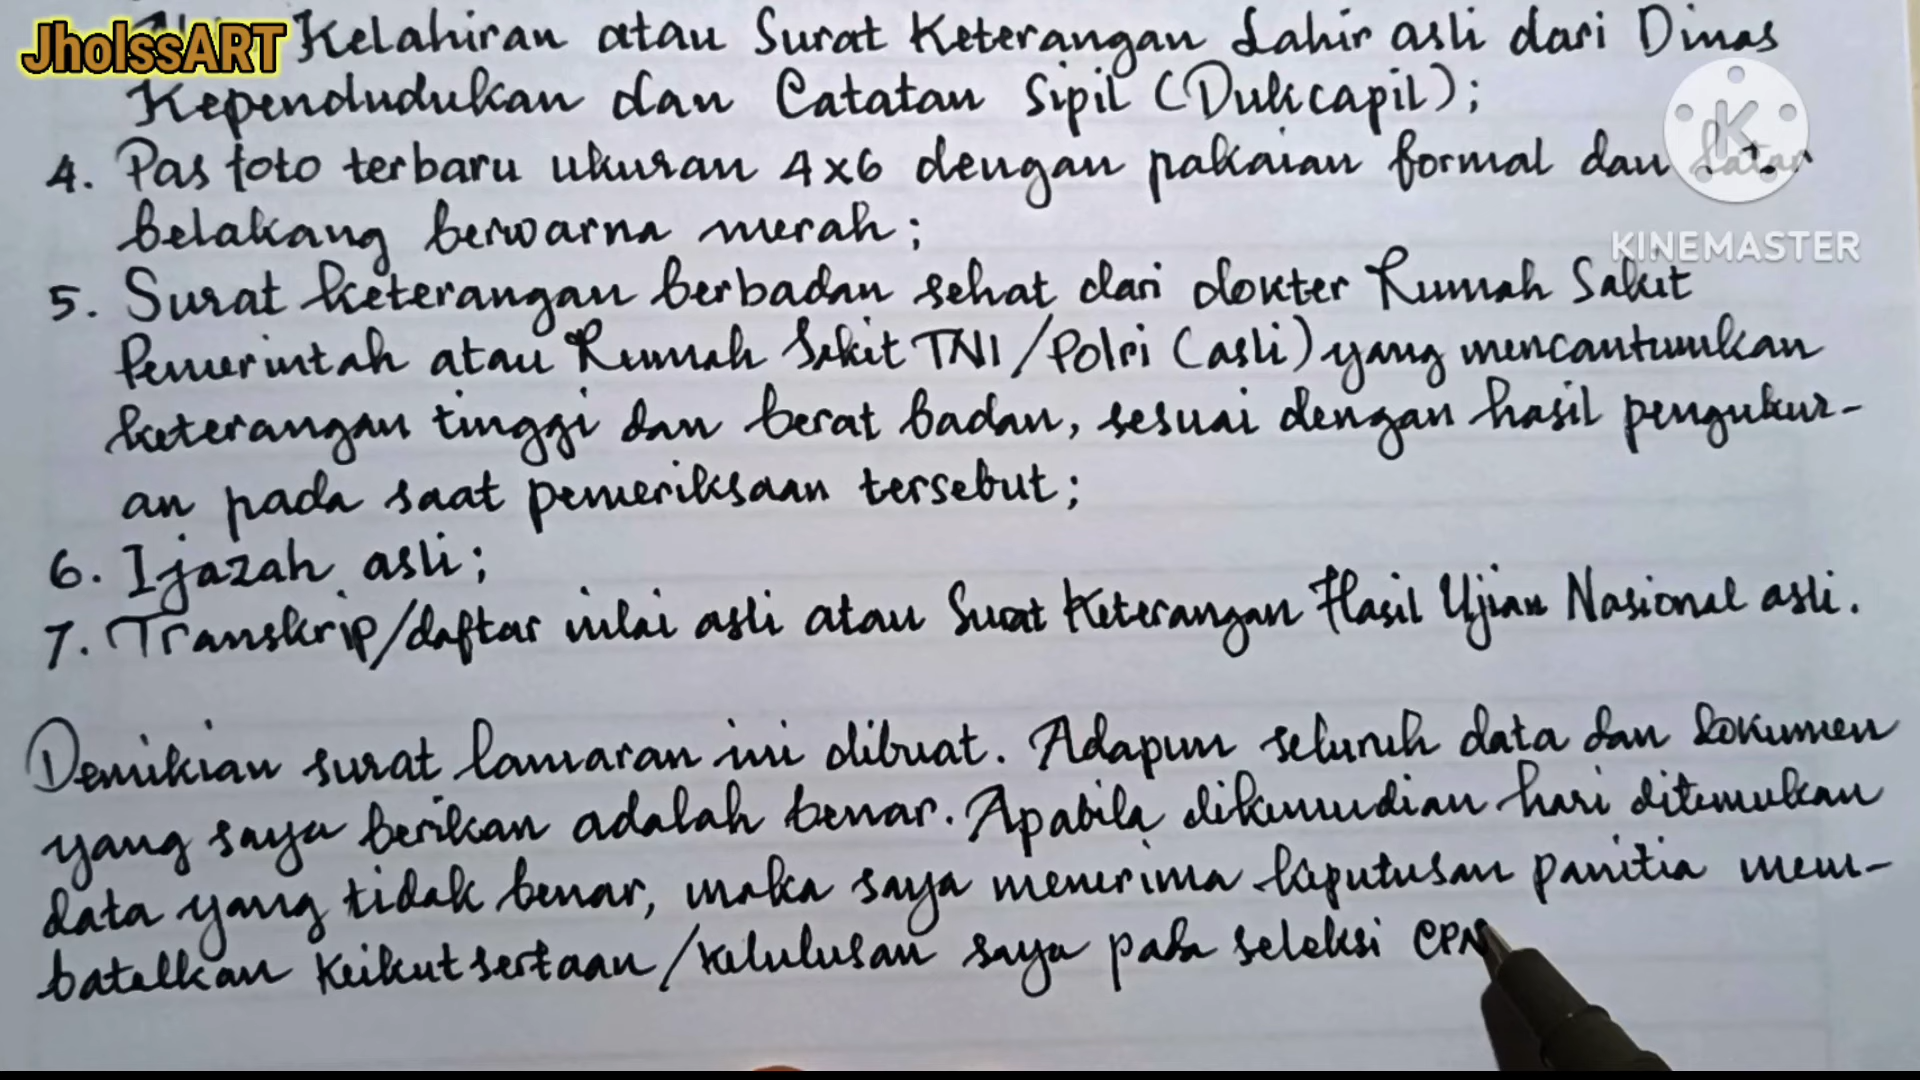 JholssART
Kelahiran atau Surat Keterangan Lahir asli dari Dinas
Kependudukan dan Catatan Sipil (Dukcapil);
4. Pas foto terbaru ukuran 4x6 dengan pakaian formal dan latar
belakang berwarna merah;
KINEMASTER
5. Surat keterangan berbadan sehat dari dokter Rumah Sakit
Pemerintah atau Rumah Sakit TNI/Polri (asli) yang mencantumkan
keterangan tinggi dan berat badan, sesuai dengan hasil pengukur-
an pada saat pemeriksaan tersebut;
6. Ijazah asli;
7. Transkrip/daftar nilai asli atau Surat Keterangan Hasil Ujian Nasional asli.
Demikian surat lamaran ini dibuat. Adapun seluruh data dan dokumen
yang saya berikan adalah benar. Apabila dikemudian hari ditemukan
data yang tidak benar, maka saya menerima keputusan panitia mem-
batalkan keikutsertaan/kelulusan saya pada seleksi CPN